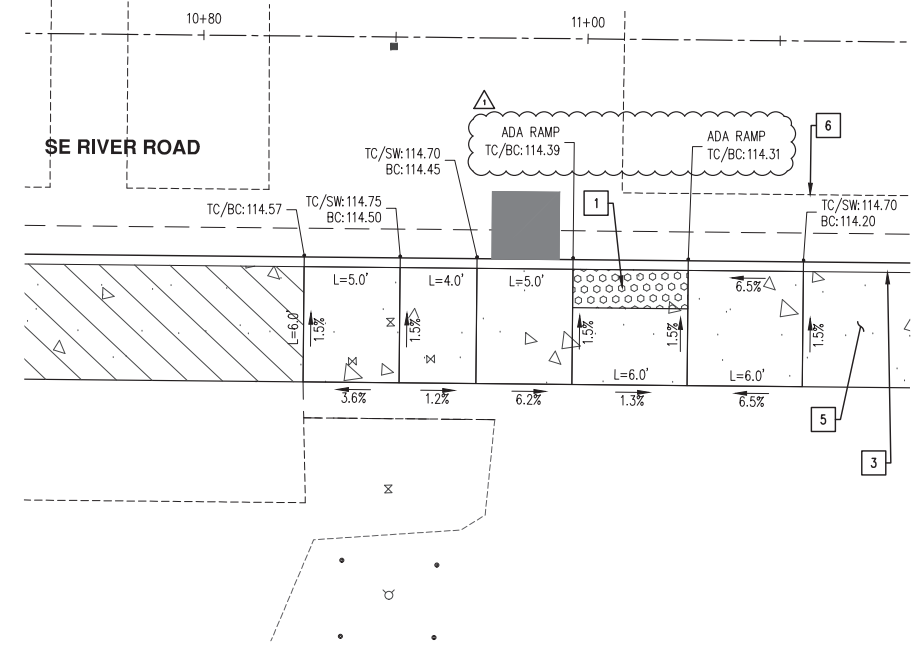 10+80
11+00
1
ADA RAMP
TC/BC:114.39
ADA RAMP
TC/BC:114.31
6
SE RIVER ROAD
TC/SW:114.70
BC:114.45
1
TC/BC:114.57
TC/SW:114.75
BC:114.50
TC/SW:114.70
BC:114.20
L=5.0'
L=4.0'
L=5.0'
6.5%
L=6.0'
1.5%
1.5%
1.5%
1.5%
1.5%
L=6.0'
L=6.0'
3.6%
1.2%
6.2%
1.3%
6.5%
5
3